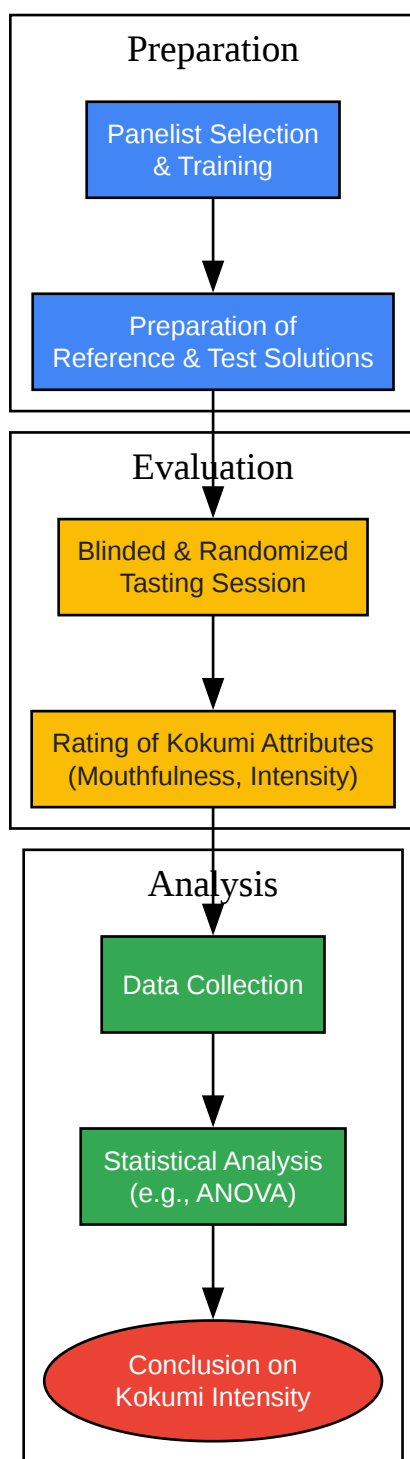 Preparation
Panelist Selection
& Training
Preparation of
Reference & Test Solutions
Evaluation
Blinded & Randomized
Tasting Session
Rating of Kokumi Attributes
(Mouthfulness, Intensity)
Analysis
Data Collection
Statistical Analysis
(e.g., ANOVA)
Conclusion on
Kokumi Intensity